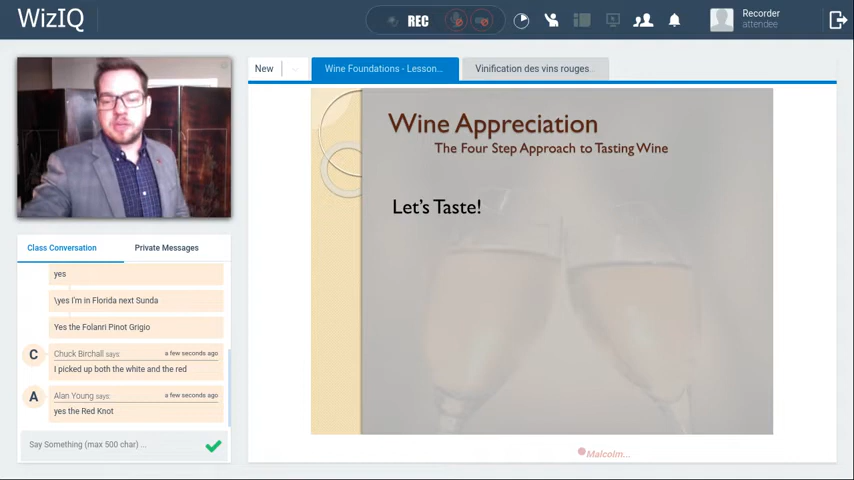 WizIQ
REC
Recorder
attendee
New
Wine Foundations - Lesson...
Vinification des vins rouges...
Wine Appreciation
The Four Step Approach to Tasting Wine
Let's Taste!
Malcolm...
Class Conversation
Private Messages
yes
\yes I'm in Florida next Sunda
Yes the Folanri Pinot Grigio
C
Chuck Birchall says:
a few seconds ago
I picked up both the white and the red
A
Alan Young says:
a few seconds ago
yes the Red Knot
Say Something (max 500 char) ...